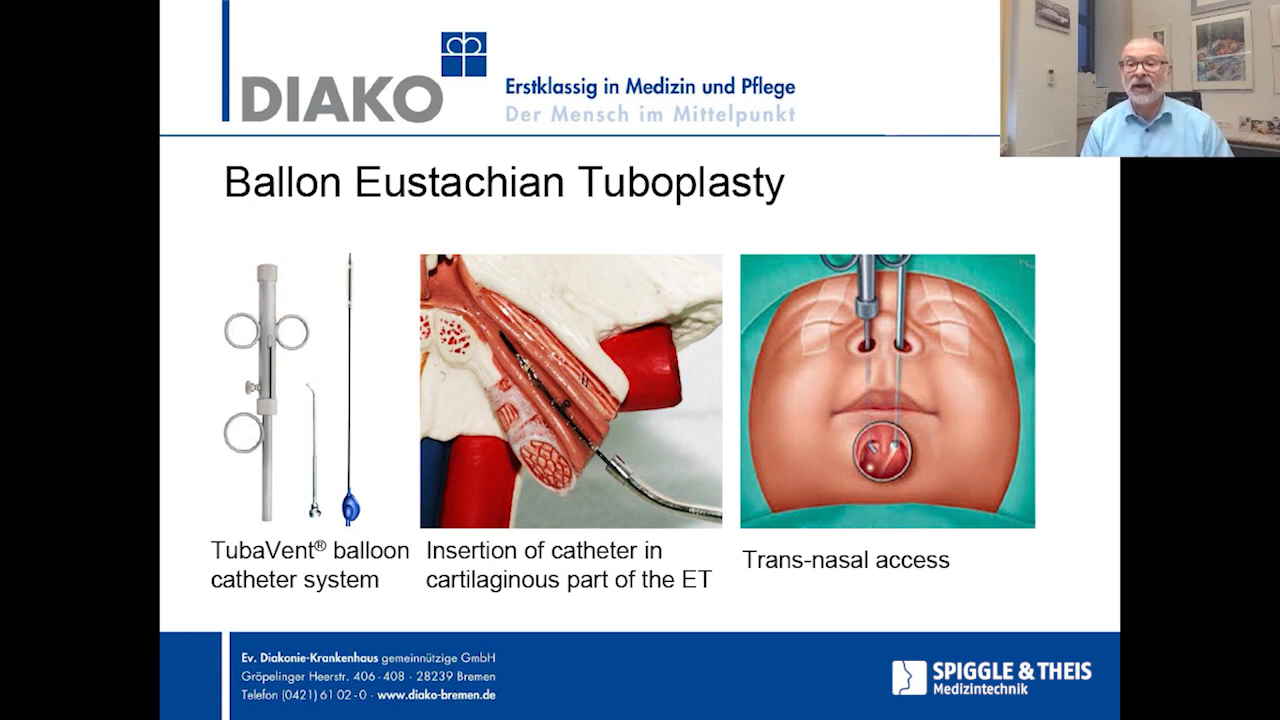 DIAKO
Erstklassig in Medizin und Pflege
Der Mensch im Mittelpunkt
Ballon Eustachian Tuboplasty
TubaVent® balloon
catheter system
Insertion of catheter in
cartilaginous part of the ET
Trans-nasal access
Ev. Diakonie-Krankenhaus gemeinnützige GmbH
Gröpelinger Heerstr. 406-408 · 28239 Bremen
Telefon (0421) 61 02-0 · www.diako-bremen.de
SPIGGLE & THEIS
Medizintechnik